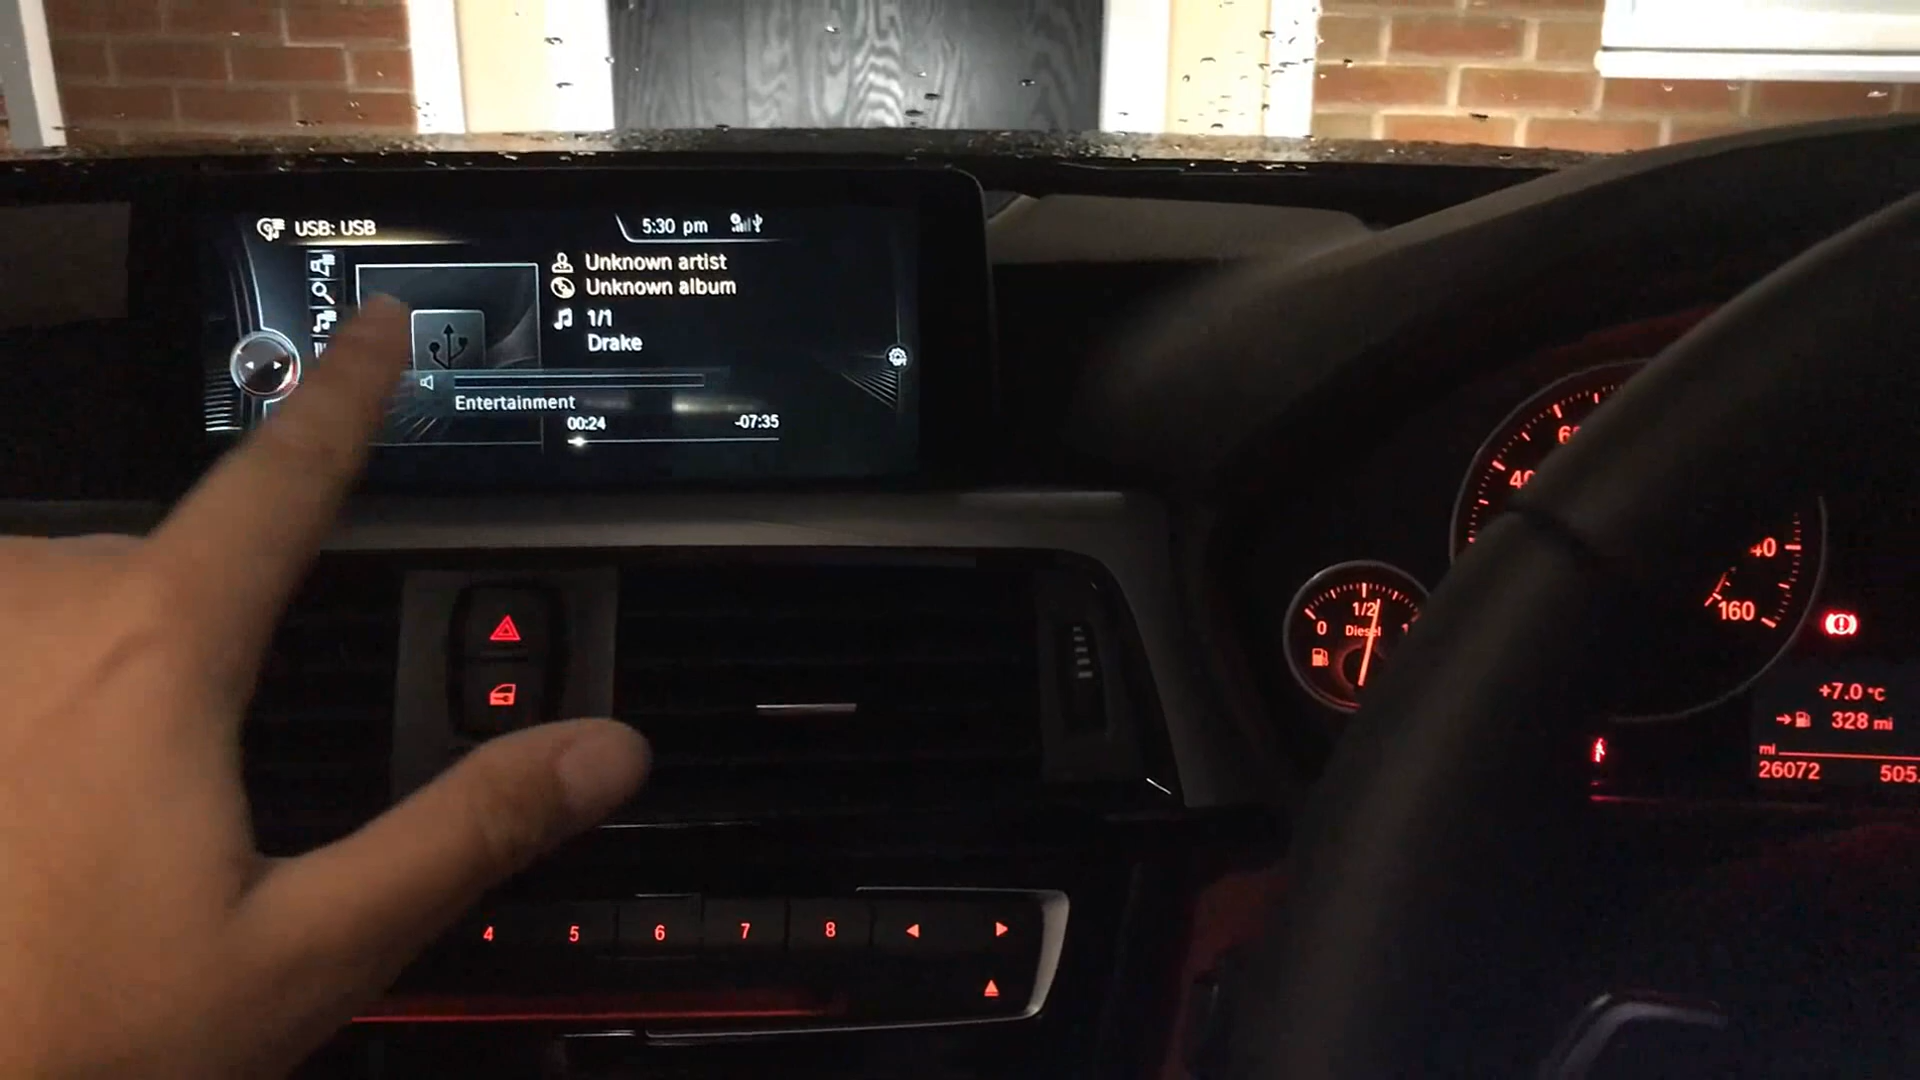 USB: USB
5:30 pm
Unknown artist
Unknown album
1/1
Drake
Entertainment
00:24 -07:35
40
160
1/2
0
Diesel
+7.0 °C
328 mi
mi
26072 505.
4 5 6 7 8